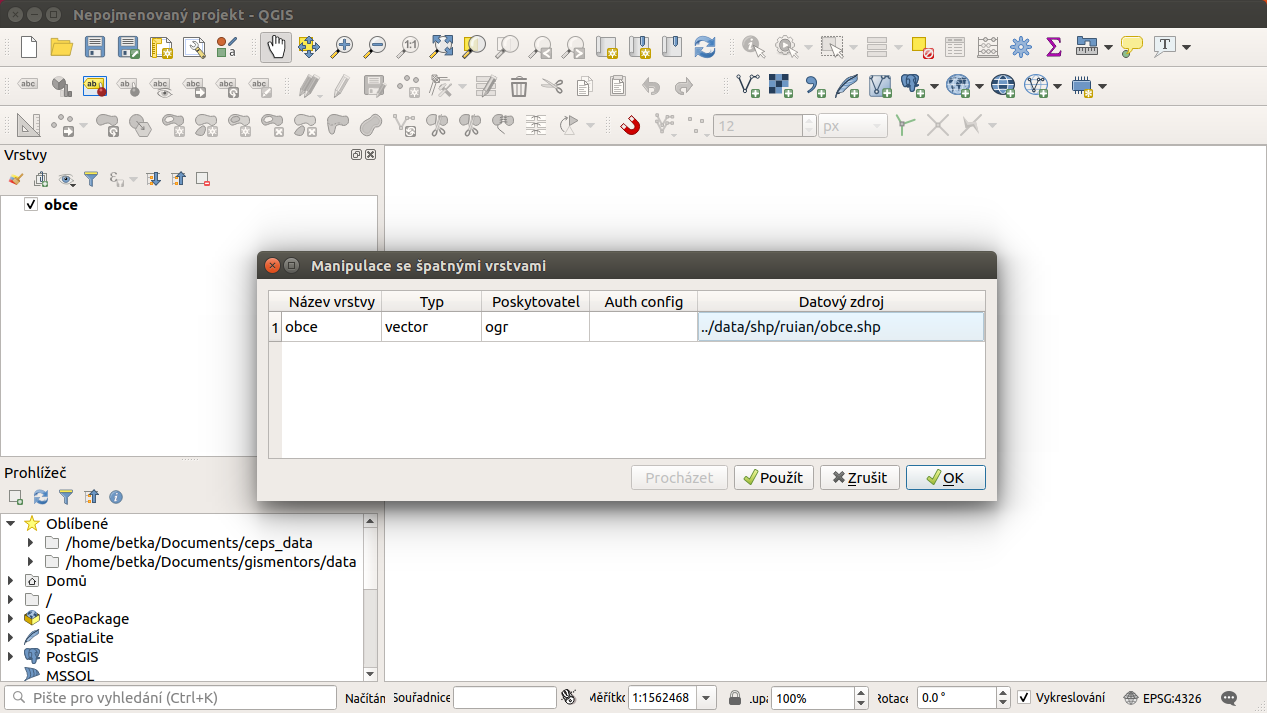 Nepojmenovaný projekt - QGIS
Vrstvy
obce
Manipulace se špatnými vrstvami
Název vrstvy Typ Poskytovatel Auth config Datový zdroj
1 obce vector ogr ../data/shp/ruian/obce.shp
Procházet Použít Zrušit OK
12 px
Prohlížeč
Oblíbené
/home/betka/Documents/ceps_data
/home/betka/Documents/gismentors/data
Domů
/
GeoPackage
SpatiaLite
PostGIS
MSSQL
Pište pro vyhledání (Ctrl+K) Načítán Souřadnice Měřítko 1:1562468 Lupa 100% Rotace 0.0 ° Vykreslování EPSG:4326